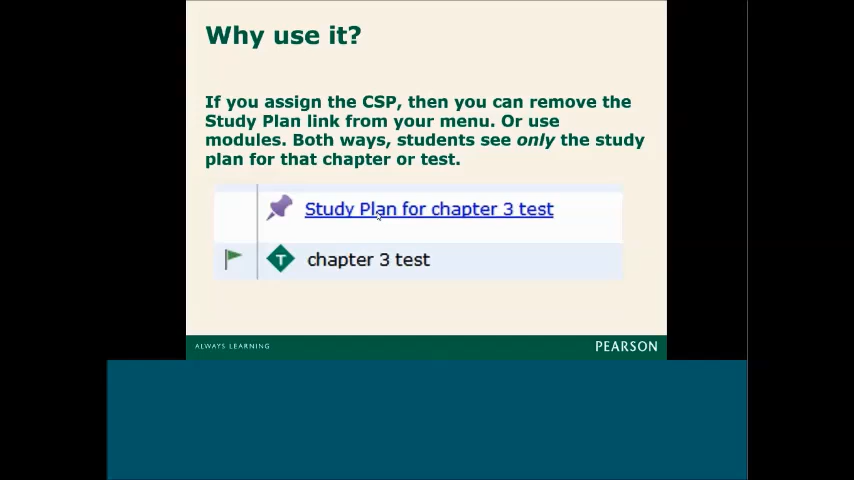 Why use it?
If you assign the CSP, then you can remove the
Study Plan link from your menu. Or use
modules. Both ways, students see only the study
plan for that chapter or test.
Study Plan for chapter 3 test
T chapter 3 test
ALWAYS LEARNING PEARSON